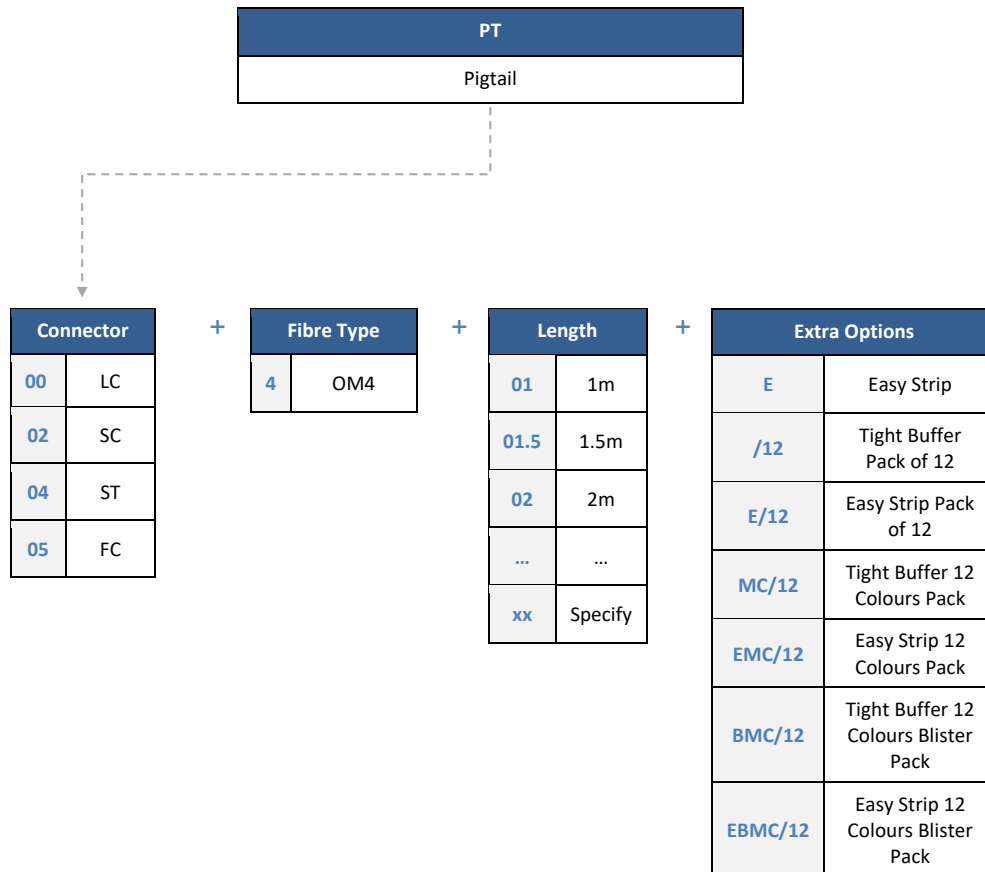 PT
Pigtail
Connector
00 LC
02 SC
04 ST
05 FC
+
Fibre Type
4 OM4
+
Length
01 1m
01.5 1.5m
02 2m
... ...
xx Specify
+
Extra Options
E Easy Strip
/12 Tight Buffer
Pack of 12
E/12 Easy Strip Pack
of 12
MC/12 Tight Buffer 12
Colours Pack
EMC/12 Easy Strip 12
Colours Pack
BMC/12 Tight Buffer 12
Colours Blister
Pack
EBMC/12 Easy Strip 12
Colours Blister
Pack